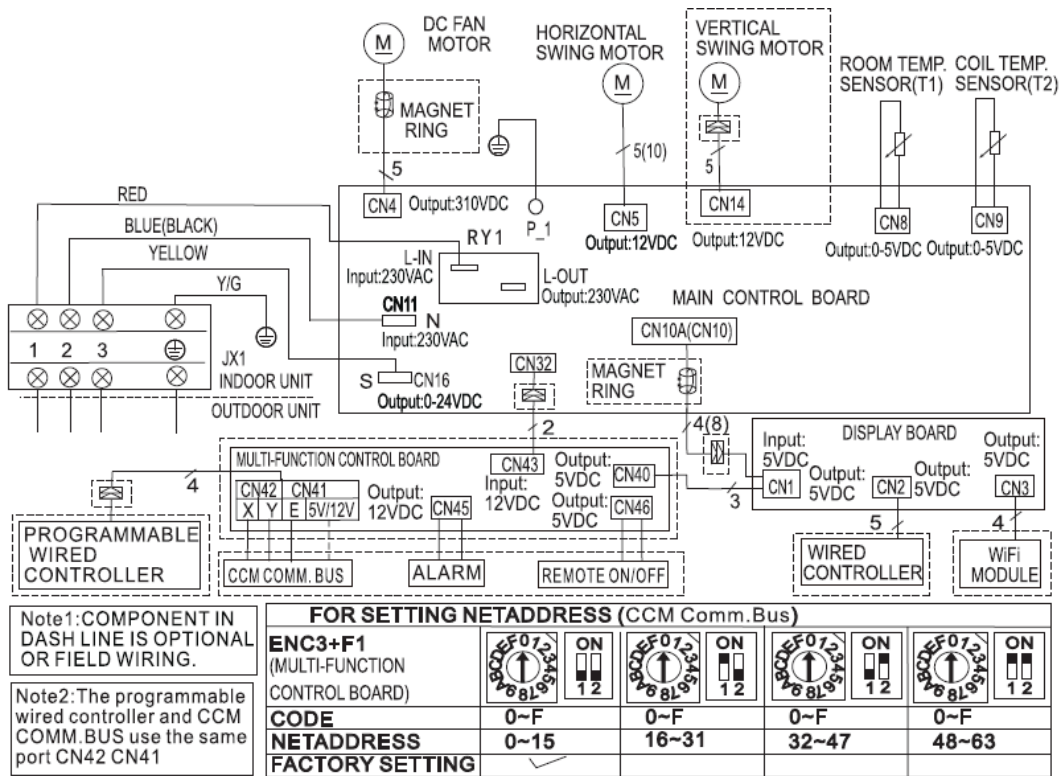 DC FAN
MOTOR
M
MAGNET
RING
5
HORIZONTAL
SWING MOTOR
M
5(10)
VERTICAL
SWING MOTOR
M
5
ROOM TEMP.
SENSOR(T1)
COIL TEMP.
SENSOR(T2)
RED
BLUE(BLACK)
YELLOW
Y/G
CN4 Output:310VDC
P_1
CN5
Output:12VDC
CN14
Output:12VDC
CN8
Output:0-5VDC
CN9
Output:0-5VDC
RY1
L-IN
Input:230VAC
L-OUT
Output:230VAC
CN11
N
Input:230VAC
MAIN CONTROL BOARD
CN10A(CN10)
MAGNET
RING
1 2 3
JX1
INDOOR UNIT
OUTDOOR UNIT
S CN16
Output:0-24VDC
CN32
2
4(8)
MULTI-FUNCTION CONTROL BOARD
4
CN42 CN41
X Y E 5V/12V
Output:
12VDC
CN45
CN43
Input:
12VDC
Output:
5VDC
CN40
Output:
5VDC
CN46
3
DISPLAY BOARD
Input:
5VDC
CN1
Output:
5VDC
CN2
Output:
5VDC
Output:
5VDC
CN3
5
4
PROGRAMMABLE
WIRED
CONTROLLER
CCM COMM. BUS
ALARM
REMOTE ON/OFF
WIRED
CONTROLLER
WiFi
MODULE
Note1:COMPONENT IN
DASH LINE IS OPTIONAL
OR FIELD WIRING.
Note2:The programmable
wired controller and CCM
COMM.BUS use the same
port CN42 CN41
FOR SETTING NETADDRESS (CCM Comm.Bus)
ENC3+F1
(MULTI-FUNCTION
CONTROL BOARD)
0123456789ABCDEF
ON
1 2
0123456789ABCDEF
ON
1 2
0123456789ABCDEF
ON
1 2
0123456789ABCDEF
ON
1 2
CODE 0~F 0~F 0~F 0~F
NETADDRESS 0~15 16~31 32~47 48~63
FACTORY SETTING